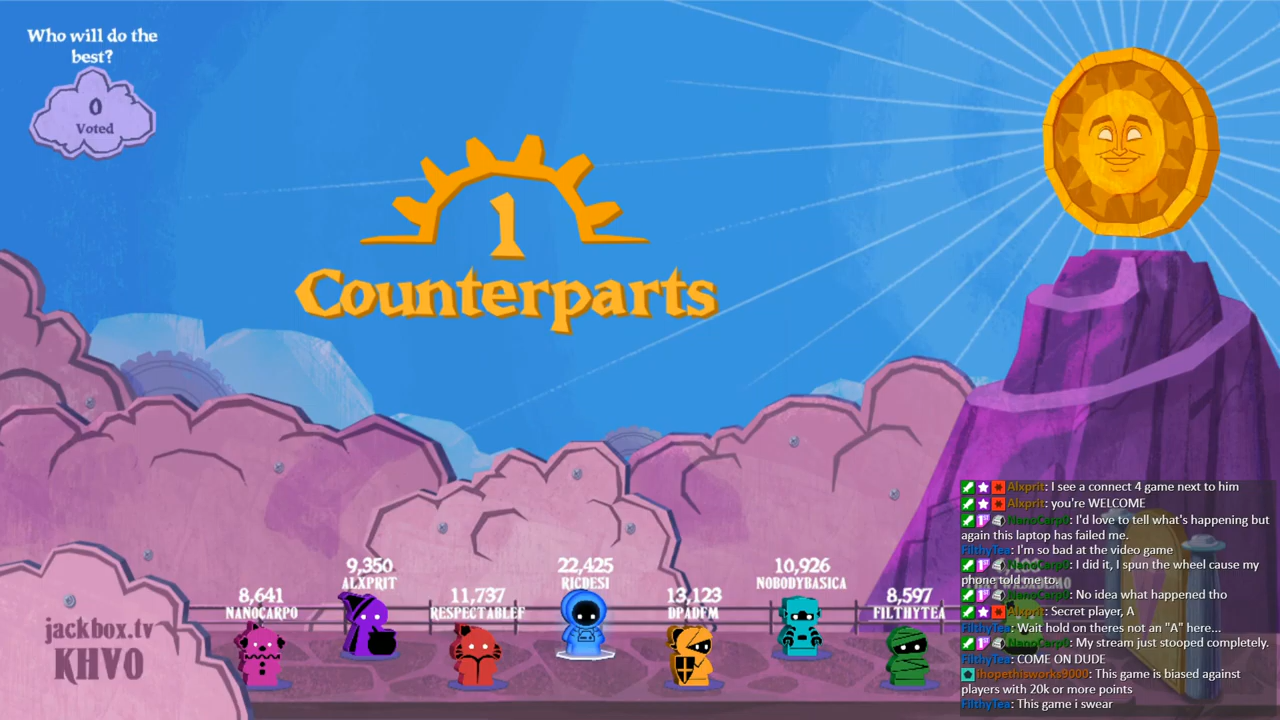 Who will do the
best?
0
Voted
1
Counterparts
22,425
RICDESI
9,350
ALXPRIT
10,926
NOBODYBASICA
8,641
NANOCARPO
11,737
RESPECTABLEF
13,123
DPADFM
8,597
FILTHYTEA
jackbox.tv
KHVO
Alxprit: I see a connect 4 game next to him
Alxprit: you're WELCOME
NanoCarp0: I'd love to tell what's happening but
again this laptop has failed me.
FilthyTea: I'm so bad at the video game
NanoCarp0: I did it, I spun the wheel cause my
phone told me to.
NanoCarp0: No idea what happened tho
Alxprit: Secret player, A
FilthyTea: Wait hold on theres not an "A" here...
NanoCarp0: My stream just stooped completely.
FilthyTea: COME ON DUDE
ihopethisworks9000: This game is biased against
players with 20k or more points
FilthyTea: This game i swear